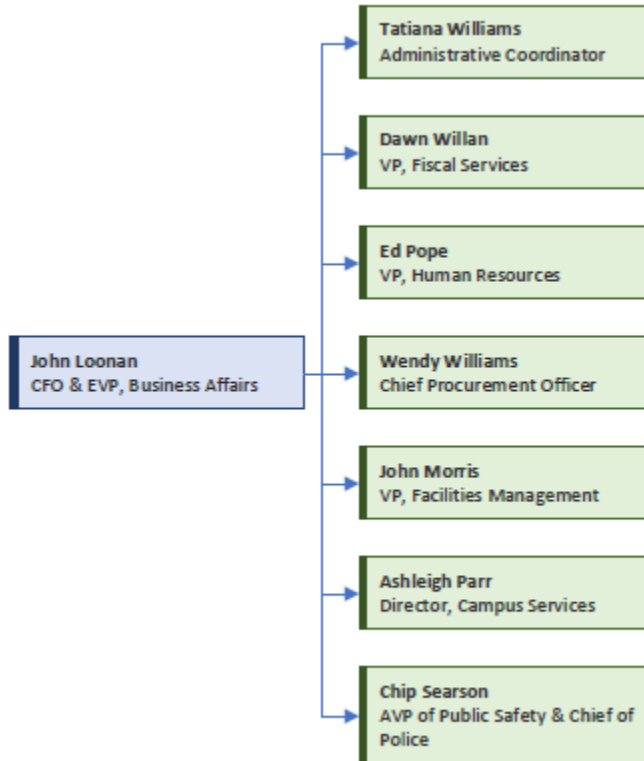 Tatiana Williams
Administrative Coordinator
Dawn Willan
VP, Fiscal Services
Ed Pope
VP, Human Resources
John Loonan
CFO & EVP, Business Affairs
Wendy Williams
Chief Procurement Officer
John Morris
VP, Facilities Management
Ashleigh Parr
Director, Campus Services
Chip Searson
AVP of Public Safety & Chief of
Police